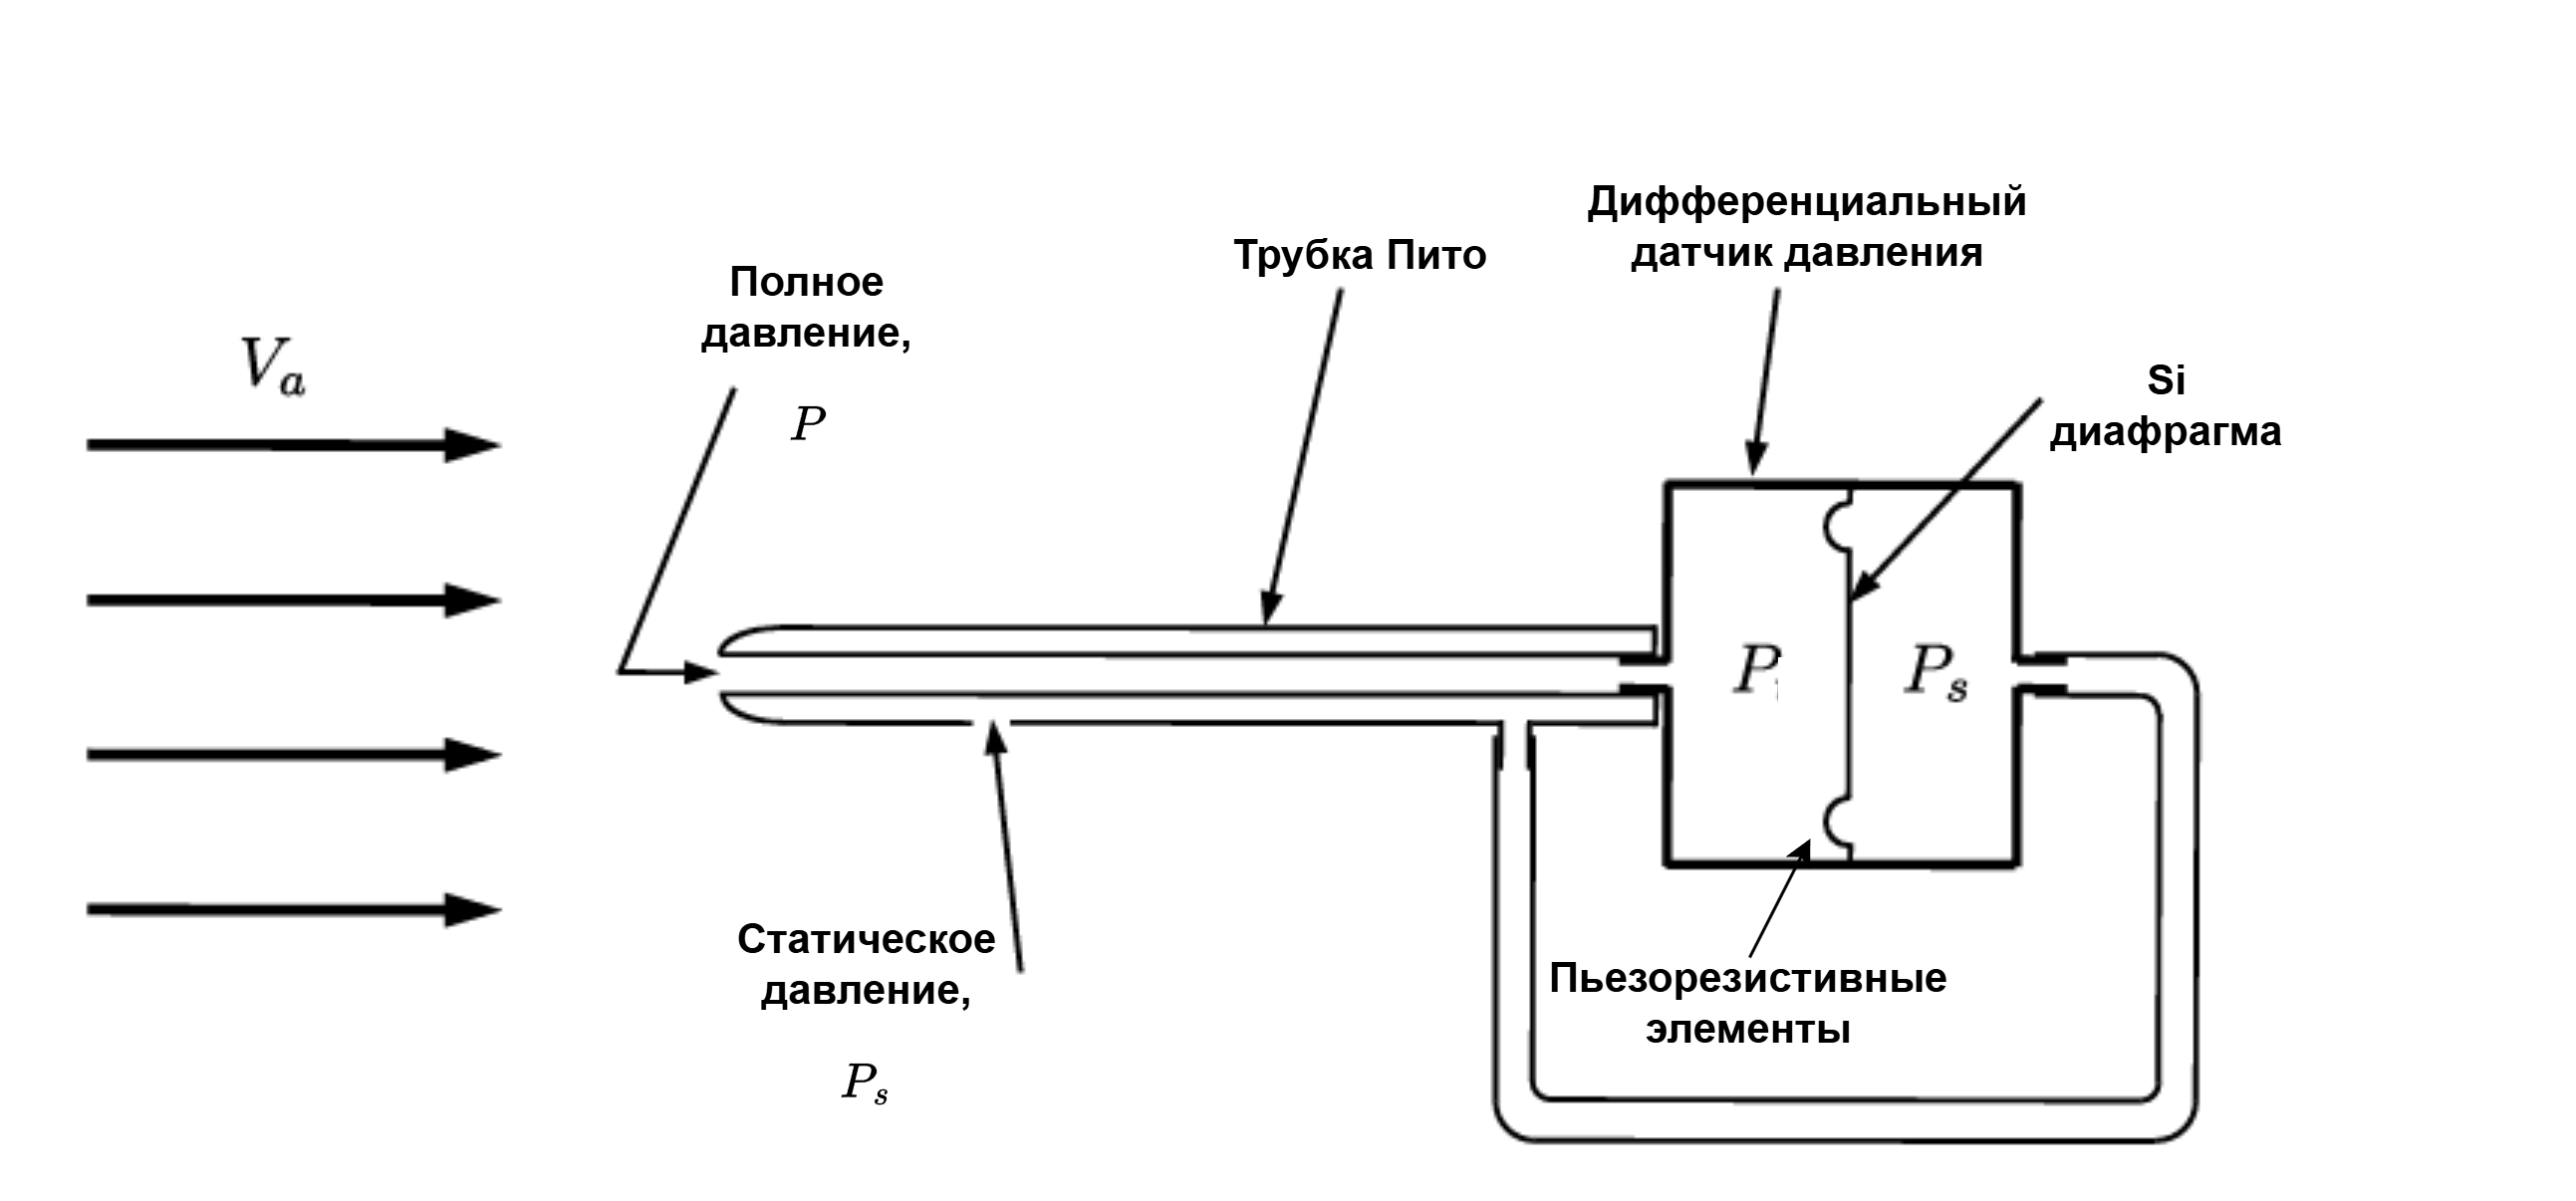 Дифференциальный
датчик давления
Трубка Пито
Полное
давление,
P
V_a
Si
диафрагма
P
P_s
Статическое
давление,
P_s
Пьезорезистивные
элементы